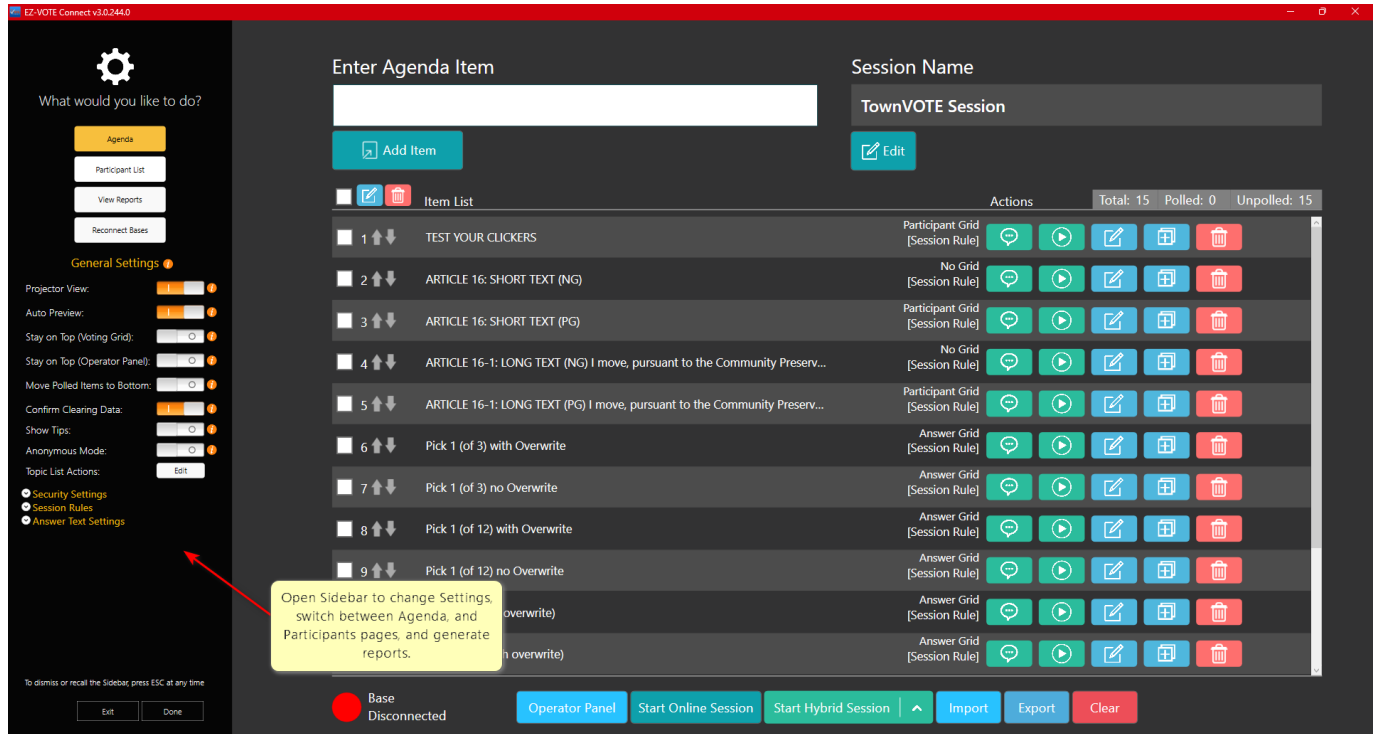 EZ-VOTE Connect v3.0.244.0
What would you like to do?
Agenda
Participant List
View Reports
Reconnect Bases
General Settings
Projector View:
Auto Preview:
Stay on Top (Voting Grid):
Stay on Top (Operator Panel):
Move Polled Items to Bottom:
Confirm Clearing Data:
Show Tips:
Anonymous Mode:
Topic List Actions: Edit
Security Settings
Session Rules
Answer Text Settings
To dismiss or recall the Sidebar, press ESC at any time
Exit Done
Enter Agenda Item
Add Item
Session Name
TownVOTE Session
Edit
Item List Actions Total: 15 Polled: 0 Unpolled: 15
1 TEST YOUR CLICKERS Participant Grid
[Session Rule]
2 ARTICLE 16: SHORT TEXT (NG) No Grid
[Session Rule]
3 ARTICLE 16: SHORT TEXT (PG) Participant Grid
[Session Rule]
4 ARTICLE 16-1: LONG TEXT (NG) I move, pursuant to the Community Preserv... No Grid
[Session Rule]
5 ARTICLE 16-1: LONG TEXT (PG) I move, pursuant to the Community Preserv... Participant Grid
[Session Rule]
6 Pick 1 (of 3) with Overwrite Answer Grid
[Session Rule]
7 Pick 1 (of 3) no Overwrite Answer Grid
[Session Rule]
8 Pick 1 (of 12) with Overwrite Answer Grid
[Session Rule]
9 Pick 1 (of 12) no Overwrite Answer Grid
[Session Rule]
overwrite) Answer Grid
[Session Rule]
overwrite) Answer Grid
[Session Rule]
Open Sidebar to change Settings,
switch between Agenda, and
Participants pages, and generate
reports.
Base
Disconnected
Operator Panel Start Online Session Start Hybrid Session Import Export Clear